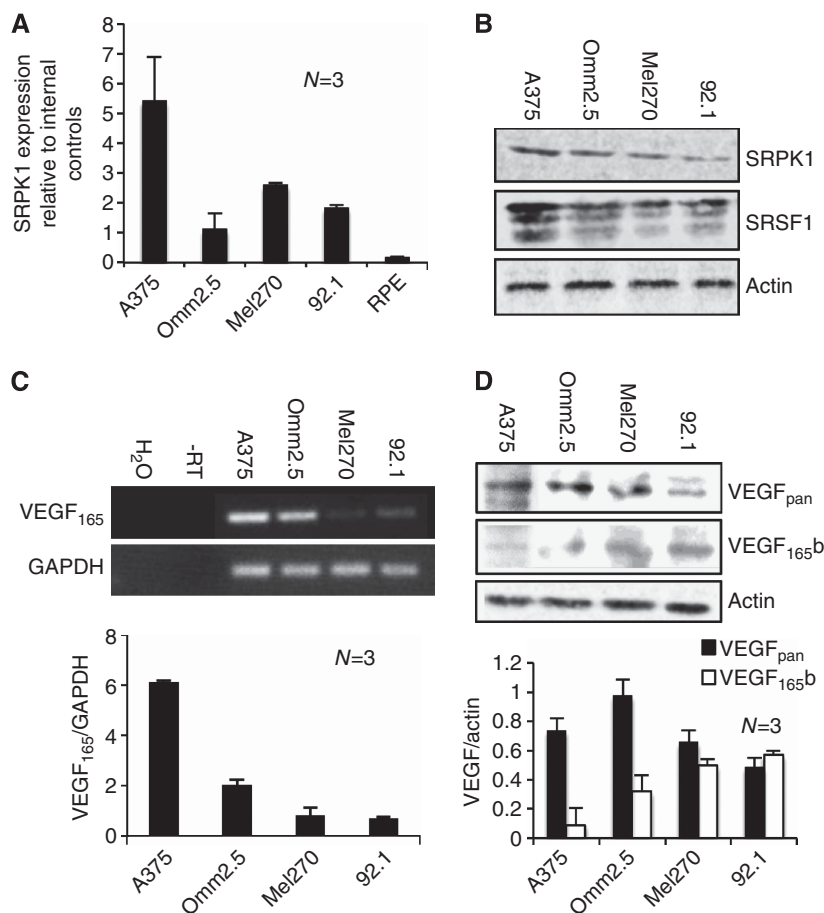 A
SRPK1 expression
relative to internal
controls
8
7
6
5
4
3
2
1
0
N=3
A375
Omm2.5
Mel270
92.1
RPE
B
A375
Omm2.5
Mel270
92.1
SRPK1
SRSF1
Actin
C
H₂O
-RT
A375
Omm2.5
Mel270
92.1
VEGF₁₆₅
GAPDH
VEGF₁₆₅/GAPDH
6
4
2
0
N=3
A375
Omm2.5
Mel270
92.1
D
A375
Omm2.5
Mel270
92.1
VEGFpan
VEGF₁₆₅b
Actin
VEGFpan
VEGF₁₆₅b
VEGF/actin
1.2
1
0.8
0.6
0.4
0.2
0
N=3
A375
Omm2.5
Mel270
92.1